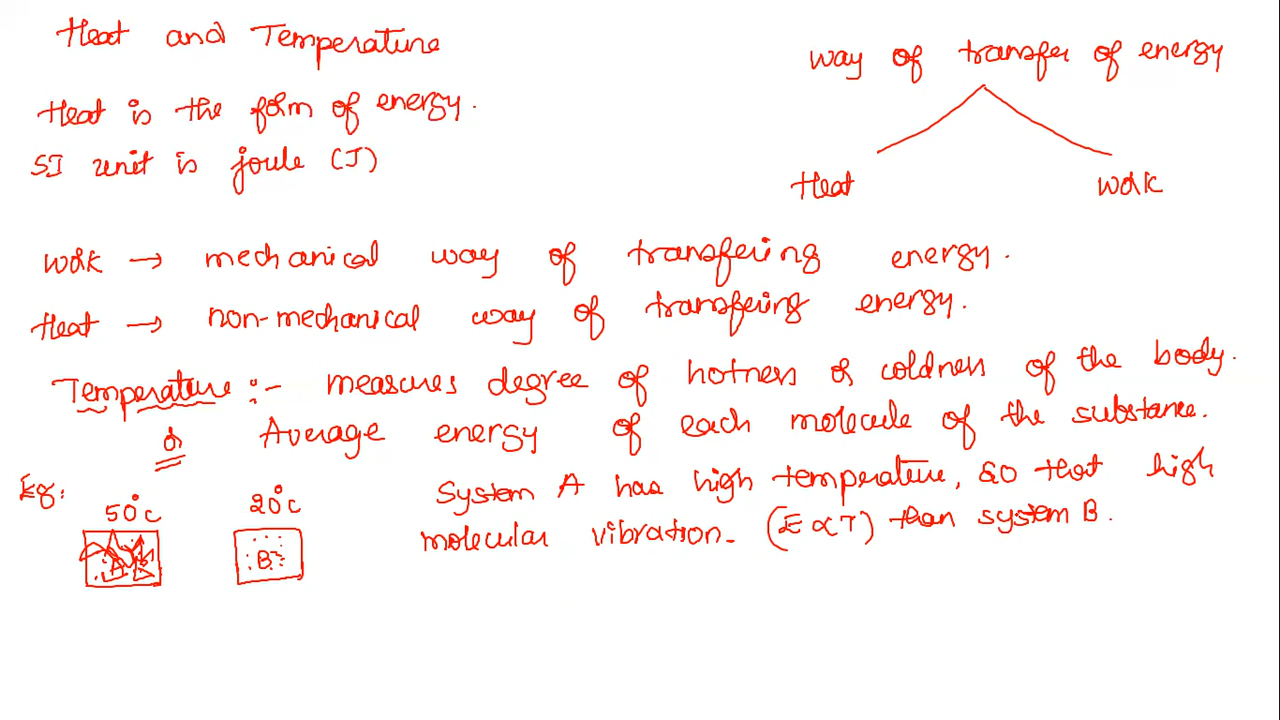 Heat and Temperature
way of transfer of energy
Heat is the form of energy.
SI unit is joule (J)
Heat work
work → mechanical way of transfering energy.
Heat → non-mechanical way of transfering energy.
Temperature :- measures degree of hotness or coldness of the body.
or Average energy of each molecule of the substance.
Eg: System A has high temperature, so that high
50°C 20°C
molecular vibration. (E ∝ T) than system B.
A B